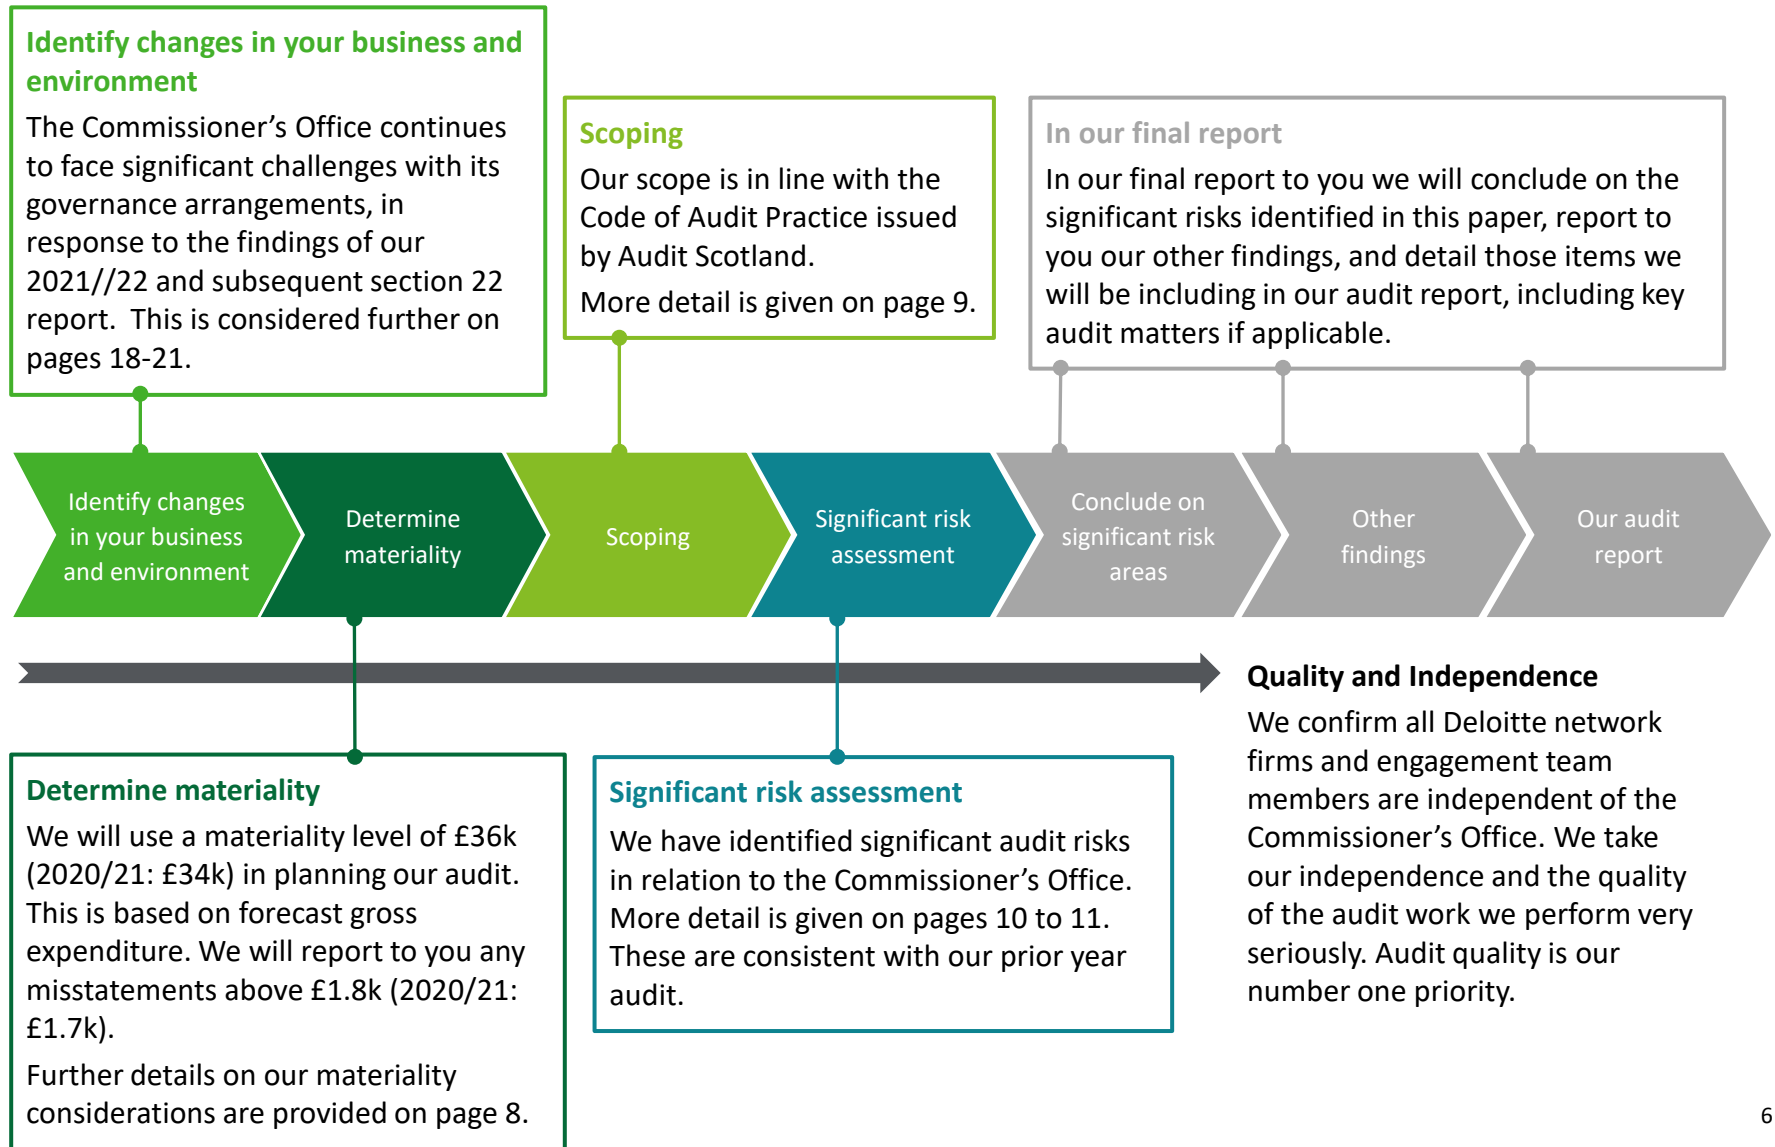 Identify changes in your business and
environment
The Commissioner’s Office continues
to face significant challenges with its
governance arrangements, in
response to the findings of our
2021//22 and subsequent section 22
report.  This is considered further on
pages 18-21.
Scoping
Our scope is in line with the
Code of Audit Practice issued
by Audit Scotland.
More detail is given on page 9.
In our final report
In our final report to you we will conclude on the
significant risks identified in this paper, report to
you our other findings, and detail those items we
will be including in our audit report, including key
audit matters if applicable.
Identify changes
in your business
and environment
Determine
materiality
Scoping
Significant risk
assessment
Conclude on
significant risk
areas
Other
findings
Our audit
report
Determine materiality
We will use a materiality level of £36k
(2020/21: £34k) in planning our audit.
This is based on forecast gross
expenditure. We will report to you any
misstatements above £1.8k (2020/21:
£1.7k).
Further details on our materiality
considerations are provided on page 8.
Significant risk assessment
We have identified significant audit risks
in relation to the Commissioner’s Office.
More detail is given on pages 10 to 11.
These are consistent with our prior year
audit.
Quality and Independence
We confirm all Deloitte network
firms and engagement team
members are independent of the
Commissioner’s Office. We take
our independence and the quality
of the audit work we perform very
seriously. Audit quality is our
number one priority.
6